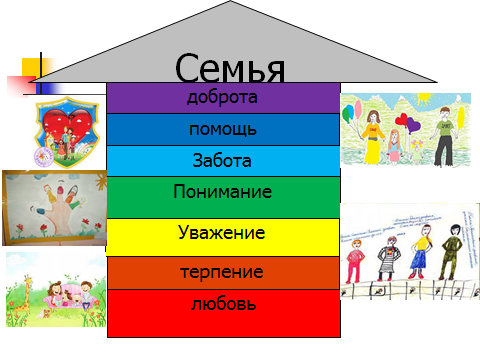 Семья
доброта
помощь
Забота
Понимание
Уважение
терпение
любовь